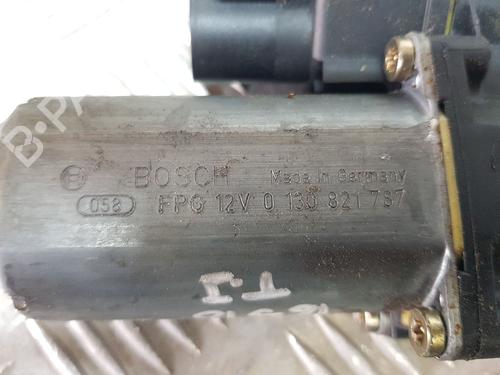 BOSCH Made in Germany
058 FPG 12V 0 130 821 787